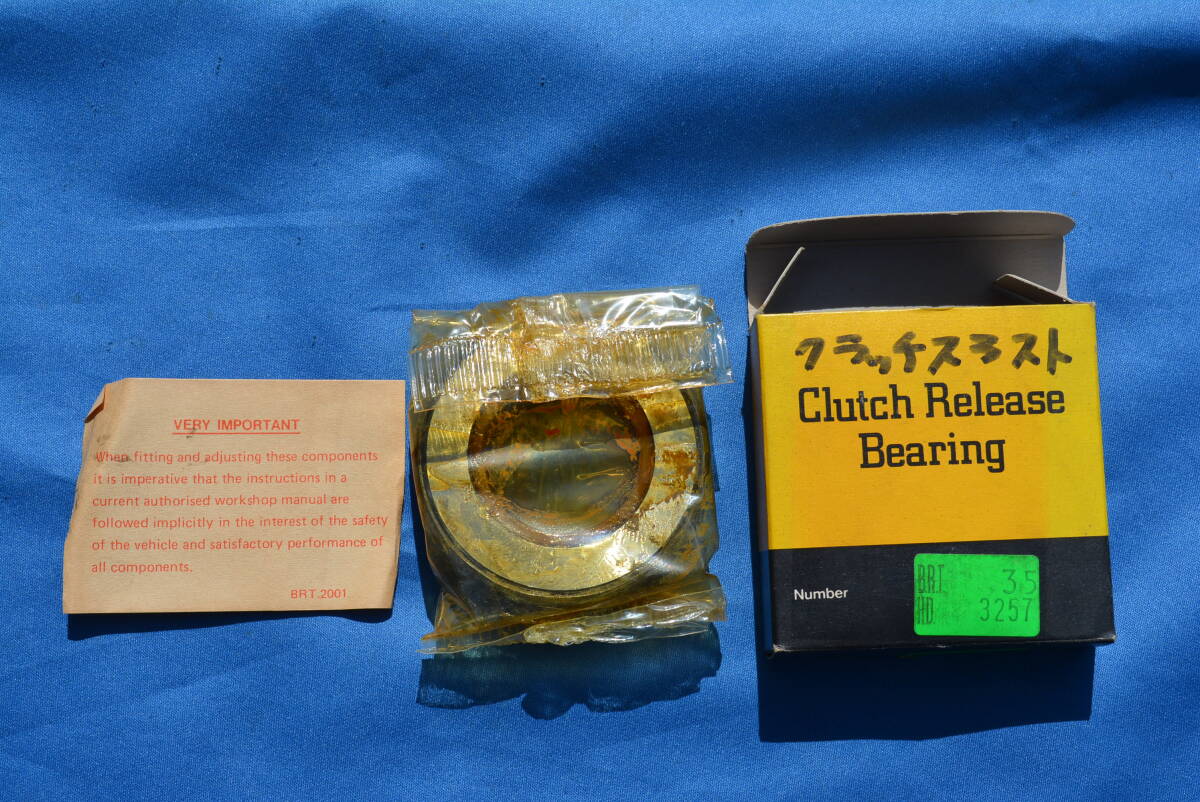 VERY IMPORTANT
When fitting and adjusting these components
it is imperative that the instructions in a
current authorised workshop manual are
followed implicitly in the interest of the safety
of the vehicle and satisfactory performance of
all components.
BRT.2001
クラッチスラスト
Clutch Release
Bearing
Number
BRT. 35
HD. 3257